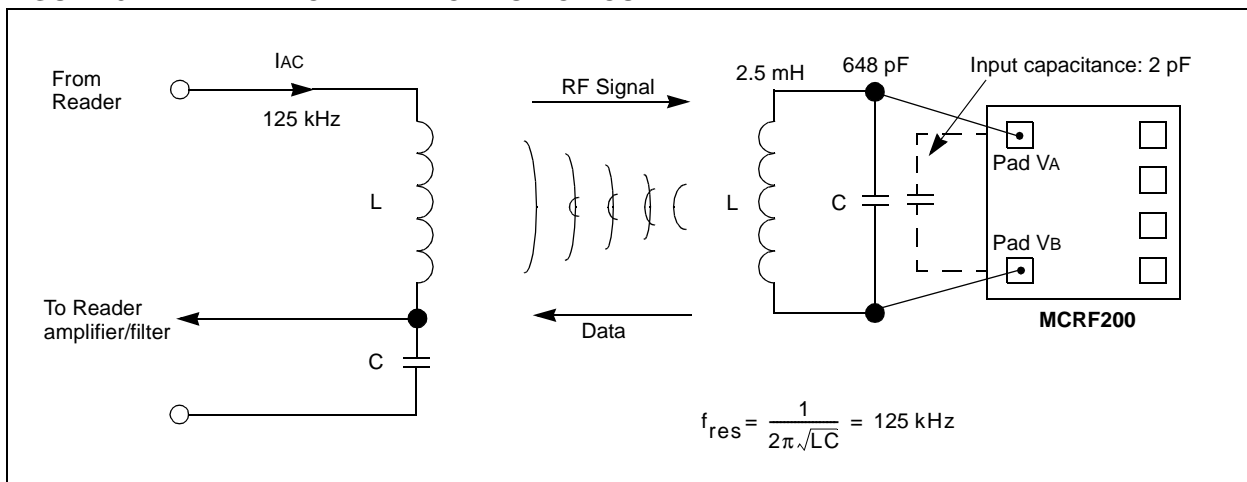 From
Reader
IAC
125 kHz
L
To Reader
amplifier/filter
C
RF Signal
Data
2.5 mH
648 pF
Input capacitance: 2 pF
L
C
Pad VA
Pad VB
MCRF200
fres = 1 / 2π√LC = 125 kHz